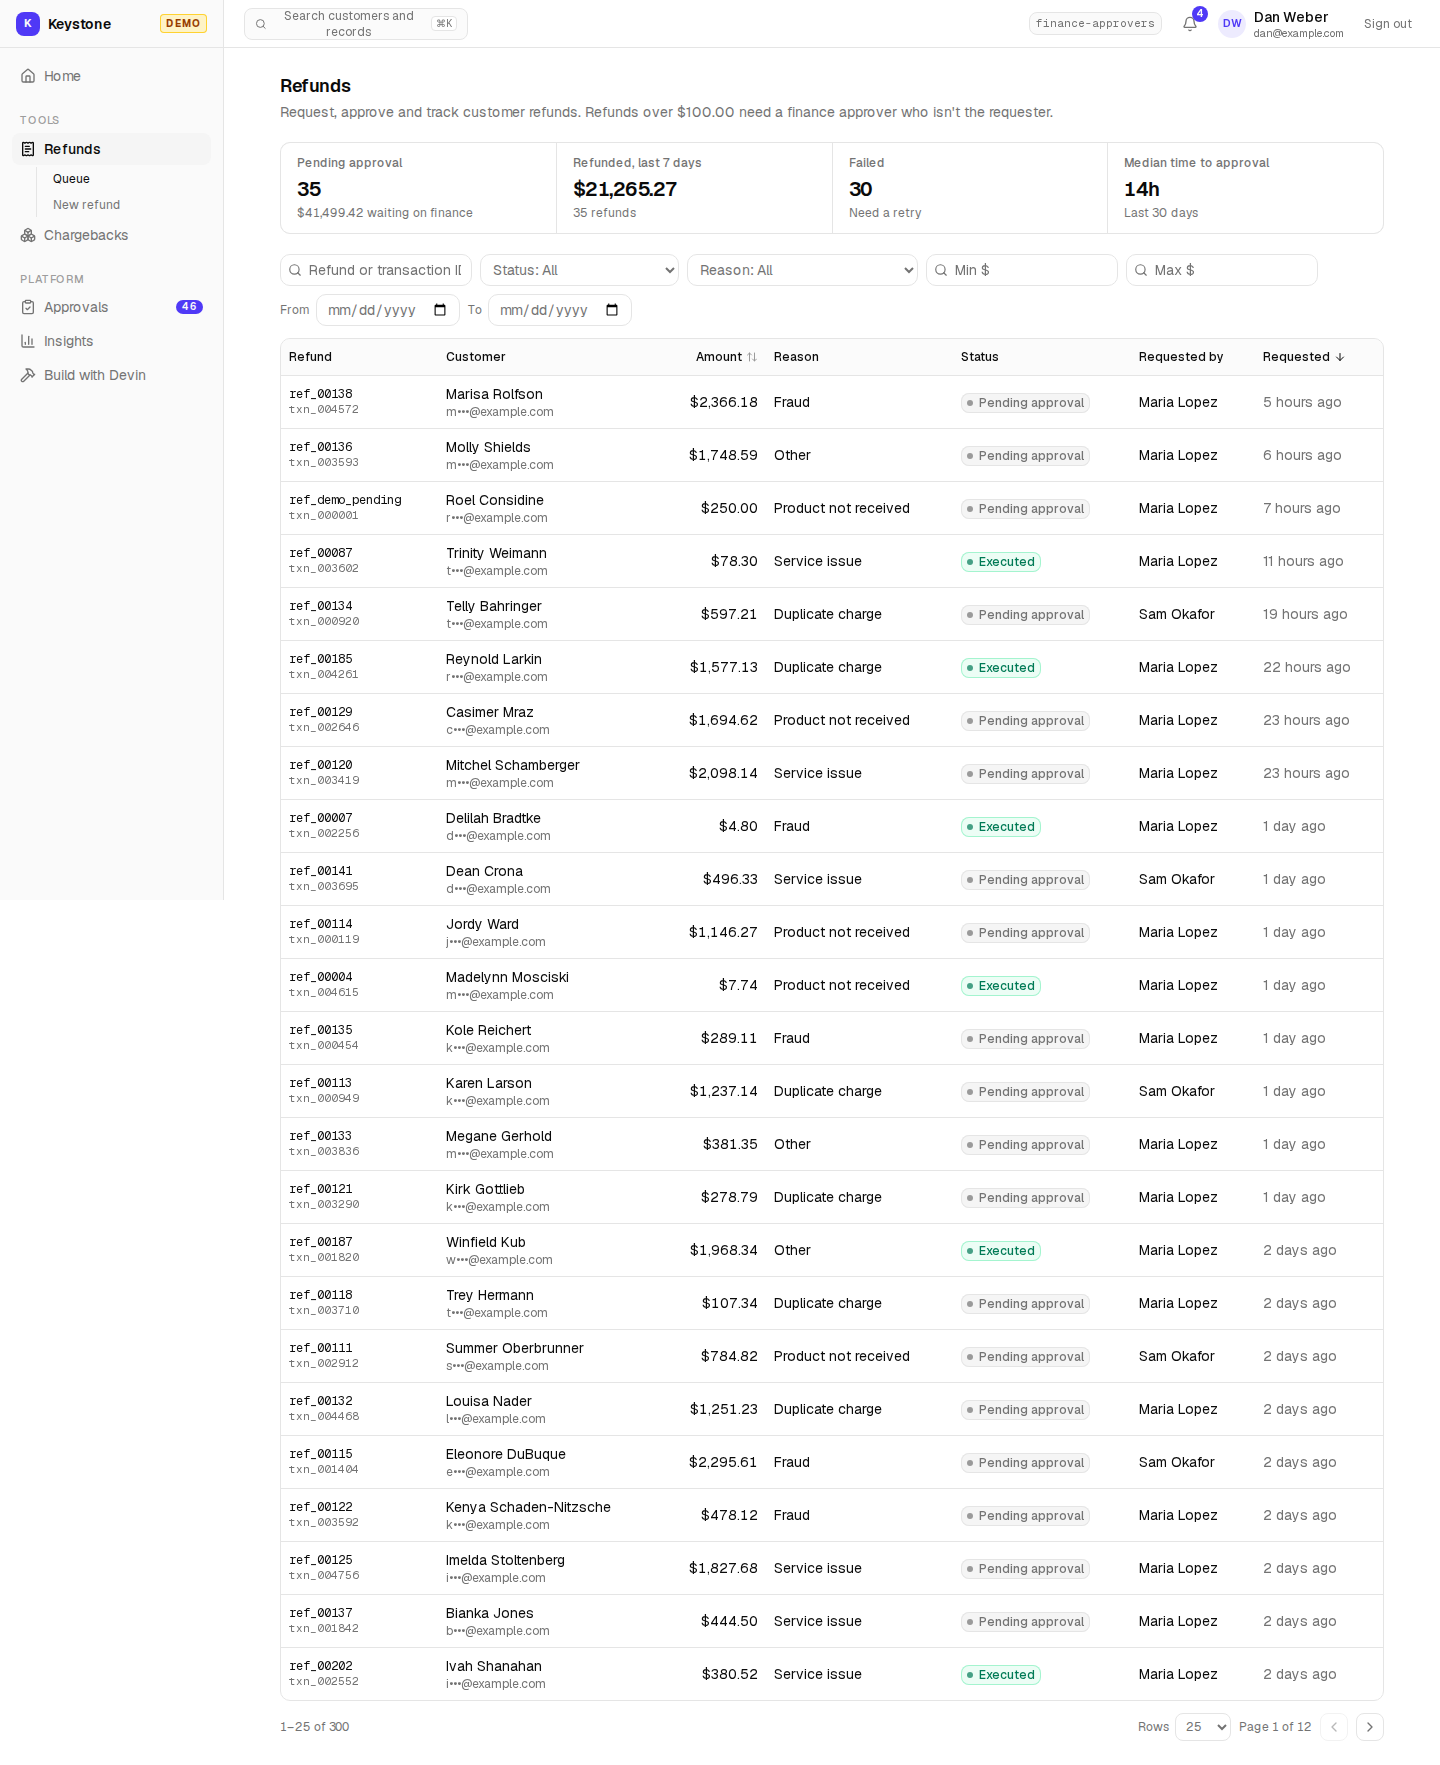 K Keystone DEMO
Search customers and records ⌘K
finance-approvers
4
DW Dan Weber
dan@example.com
Sign out
Home
TOOLS
Refunds
Queue
New refund
Chargebacks
PLATFORM
Approvals 46
Insights
Build with Devin
Refunds
Request, approve and track customer refunds. Refunds over $100.00 need a finance approver who isn't the requester.
Pending approval
35
$41,499.42 waiting on finance
Refunded, last 7 days
$21,265.27
35 refunds
Failed
30
Need a retry
Median time to approval
14h
Last 30 days
Refund or transaction I
Status: All
Reason: All
Min $
Max $
From mm/dd/yyyy To mm/dd/yyyy
Refund Customer Amount ↑↓ Reason Status Requested by Requested ↓
ref_00138 Marisa Rolfson $2,366.18 Fraud Pending approval Maria Lopez 5 hours ago
txn_004572 m•••@example.com
ref_00136 Molly Shields $1,748.59 Other Pending approval Maria Lopez 6 hours ago
txn_003593 m•••@example.com
ref_demo_pending Roel Considine $250.00 Product not received Pending approval Maria Lopez 7 hours ago
txn_000001 r•••@example.com
ref_00087 Trinity Weimann $78.30 Service issue Executed Maria Lopez 11 hours ago
txn_003602 t•••@example.com
ref_00134 Telly Bahringer $597.21 Duplicate charge Pending approval Sam Okafor 19 hours ago
txn_000920 t•••@example.com
ref_00185 Reynold Larkin $1,577.13 Duplicate charge Executed Maria Lopez 22 hours ago
txn_004261 r•••@example.com
ref_00129 Casimer Mraz $1,694.62 Product not received Pending approval Maria Lopez 23 hours ago
txn_002646 c•••@example.com
ref_00120 Mitchel Schamberger $2,098.14 Service issue Pending approval Maria Lopez 23 hours ago
txn_003419 m•••@example.com
ref_00007 Delilah Bradtke $4.80 Fraud Executed Maria Lopez 1 day ago
txn_002256 d•••@example.com
ref_00141 Dean Crona $496.33 Service issue Pending approval Sam Okafor 1 day ago
txn_003695 d•••@example.com
ref_00114 Jordy Ward $1,146.27 Product not received Pending approval Maria Lopez 1 day ago
txn_000119 j•••@example.com
ref_00004 Madelynn Mosciski $7.74 Product not received Executed Maria Lopez 1 day ago
txn_004615 m•••@example.com
ref_00135 Kole Reichert $289.11 Fraud Pending approval Maria Lopez 1 day ago
txn_000454 k•••@example.com
ref_00113 Karen Larson $1,237.14 Duplicate charge Pending approval Sam Okafor 1 day ago
txn_000949 k•••@example.com
ref_00133 Megane Gerhold $381.35 Other Pending approval Maria Lopez 1 day ago
txn_003836 m•••@example.com
ref_00121 Kirk Gottlieb $278.79 Duplicate charge Pending approval Maria Lopez 1 day ago
txn_003290 k•••@example.com
ref_00187 Winfield Kub $1,968.34 Other Executed Maria Lopez 2 days ago
txn_001820 w•••@example.com
ref_00118 Trey Hermann $107.34 Duplicate charge Pending approval Maria Lopez 2 days ago
txn_003710 t•••@example.com
ref_00111 Summer Oberbrunner $784.82 Product not received Pending approval Sam Okafor 2 days ago
txn_002912 s•••@example.com
ref_00132 Louisa Nader $1,251.23 Duplicate charge Pending approval Maria Lopez 2 days ago
txn_004468 l•••@example.com
ref_00115 Eleonore DuBuque $2,295.61 Fraud Pending approval Sam Okafor 2 days ago
txn_001404 e•••@example.com
ref_00122 Kenya Schaden-Nitzsche $478.12 Fraud Pending approval Maria Lopez 2 days ago
txn_003592 k•••@example.com
ref_00125 Imelda Stoltenberg $1,827.68 Service issue Pending approval Maria Lopez 2 days ago
txn_004756 i•••@example.com
ref_00137 Bianka Jones $444.50 Service issue Pending approval Maria Lopez 2 days ago
txn_001842 b•••@example.com
ref_00202 Ivah Shanahan $380.52 Service issue Executed Maria Lopez 2 days ago
txn_002552 i•••@example.com
1–25 of 300
Rows 25 Page 1 of 12